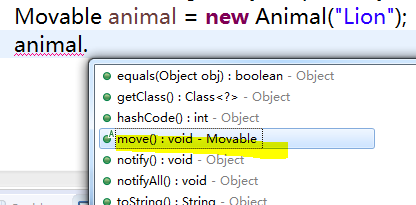 Movable animal = new Animal("Lion");
animal.
equals(Object obj) : boolean - Object
getClass() : Class<?> - Object
hashCode() : int - Object
move() : void - Movable
notify() : void - Object
notifyAll() : void - Object
toString() : String - Object